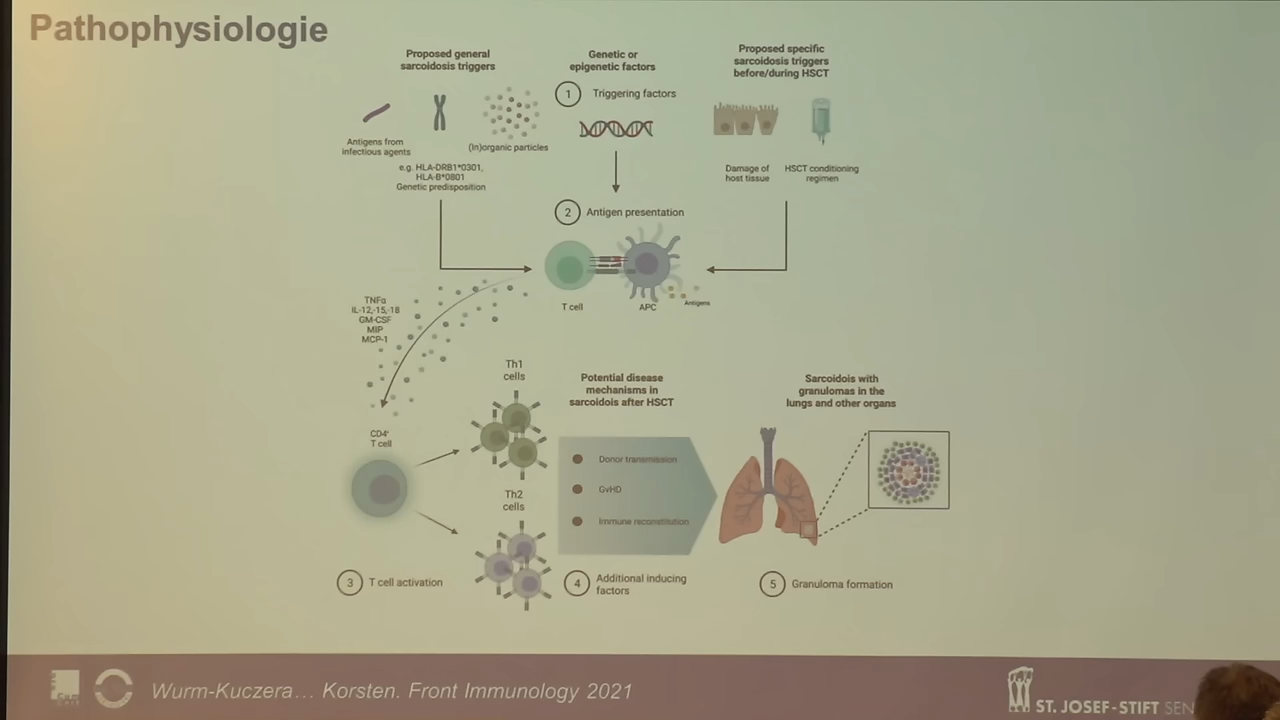 Pathophysiologie
Proposed general
sarcoidosis triggers
Antigens from
infectious agents
(In)organic particles
e.g. HLA-DRB1*0301,
HLA-B*0801
Genetic predisposition
Genetic or
epigenetic factors
1 Triggering factors
Proposed specific
sarcoidosis triggers
before/during HSCT
Damage of
host tissue
HSCT conditioning
regimen
2 Antigen presentation
T cell
APC
Antigens
TNFα
IL-12,-15,-18
GM-CSF
MIP
MCP-1
CD4+
T cell
Th1
cells
Th2
cells
3 T cell activation
Potential disease
mechanisms in
sarcoidosis after HSCT
Donor transmission
GvHD
Immune reconstitution
4 Additional inducing
factors
Sarcoidois with
granulomas in the
lungs and other organs
5 Granuloma formation
Wurm-Kuczera… Korsten. Front Immunology 2021
ST. JOSEF-STIFT SEN